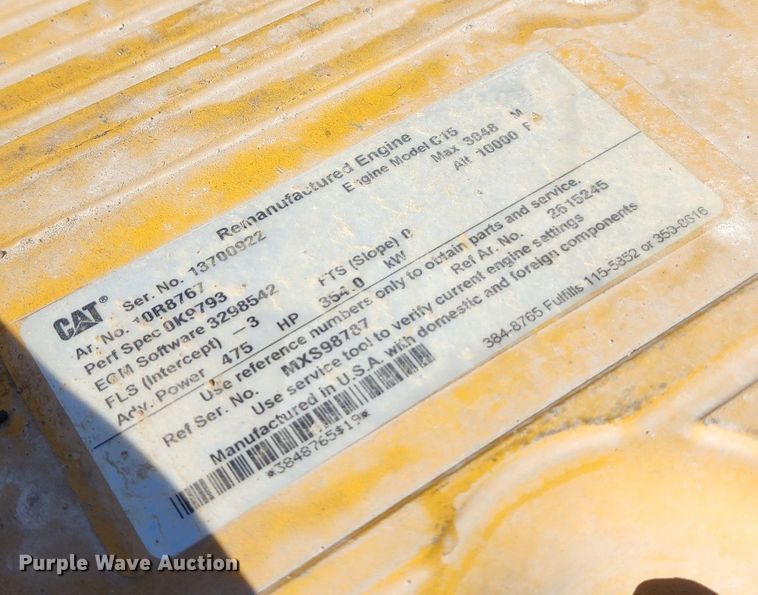 CAT®
Remanufactured Engine
Ser. No. 13700922
Engine Model C15
Ar. No. 10R8767
Max 3048 M
Perf Spec 0K9793
Alt 10000 F
ECM Software 3298542
FLS (Intercept) -3 FTS (Slope) 0
Adv. Power 475 HP 354.0 kW
Use reference numbers only to obtain parts and service.
Ref Ser. No. MXS98787 Ref Ar. No. 2615245
Use service tool to verify current engine settings
Manufactured in U.S.A. with domestic and foreign components
*3848765$19*
384-8765 Fulfills 115-5852 or 350-0616
Purple Wave Auction